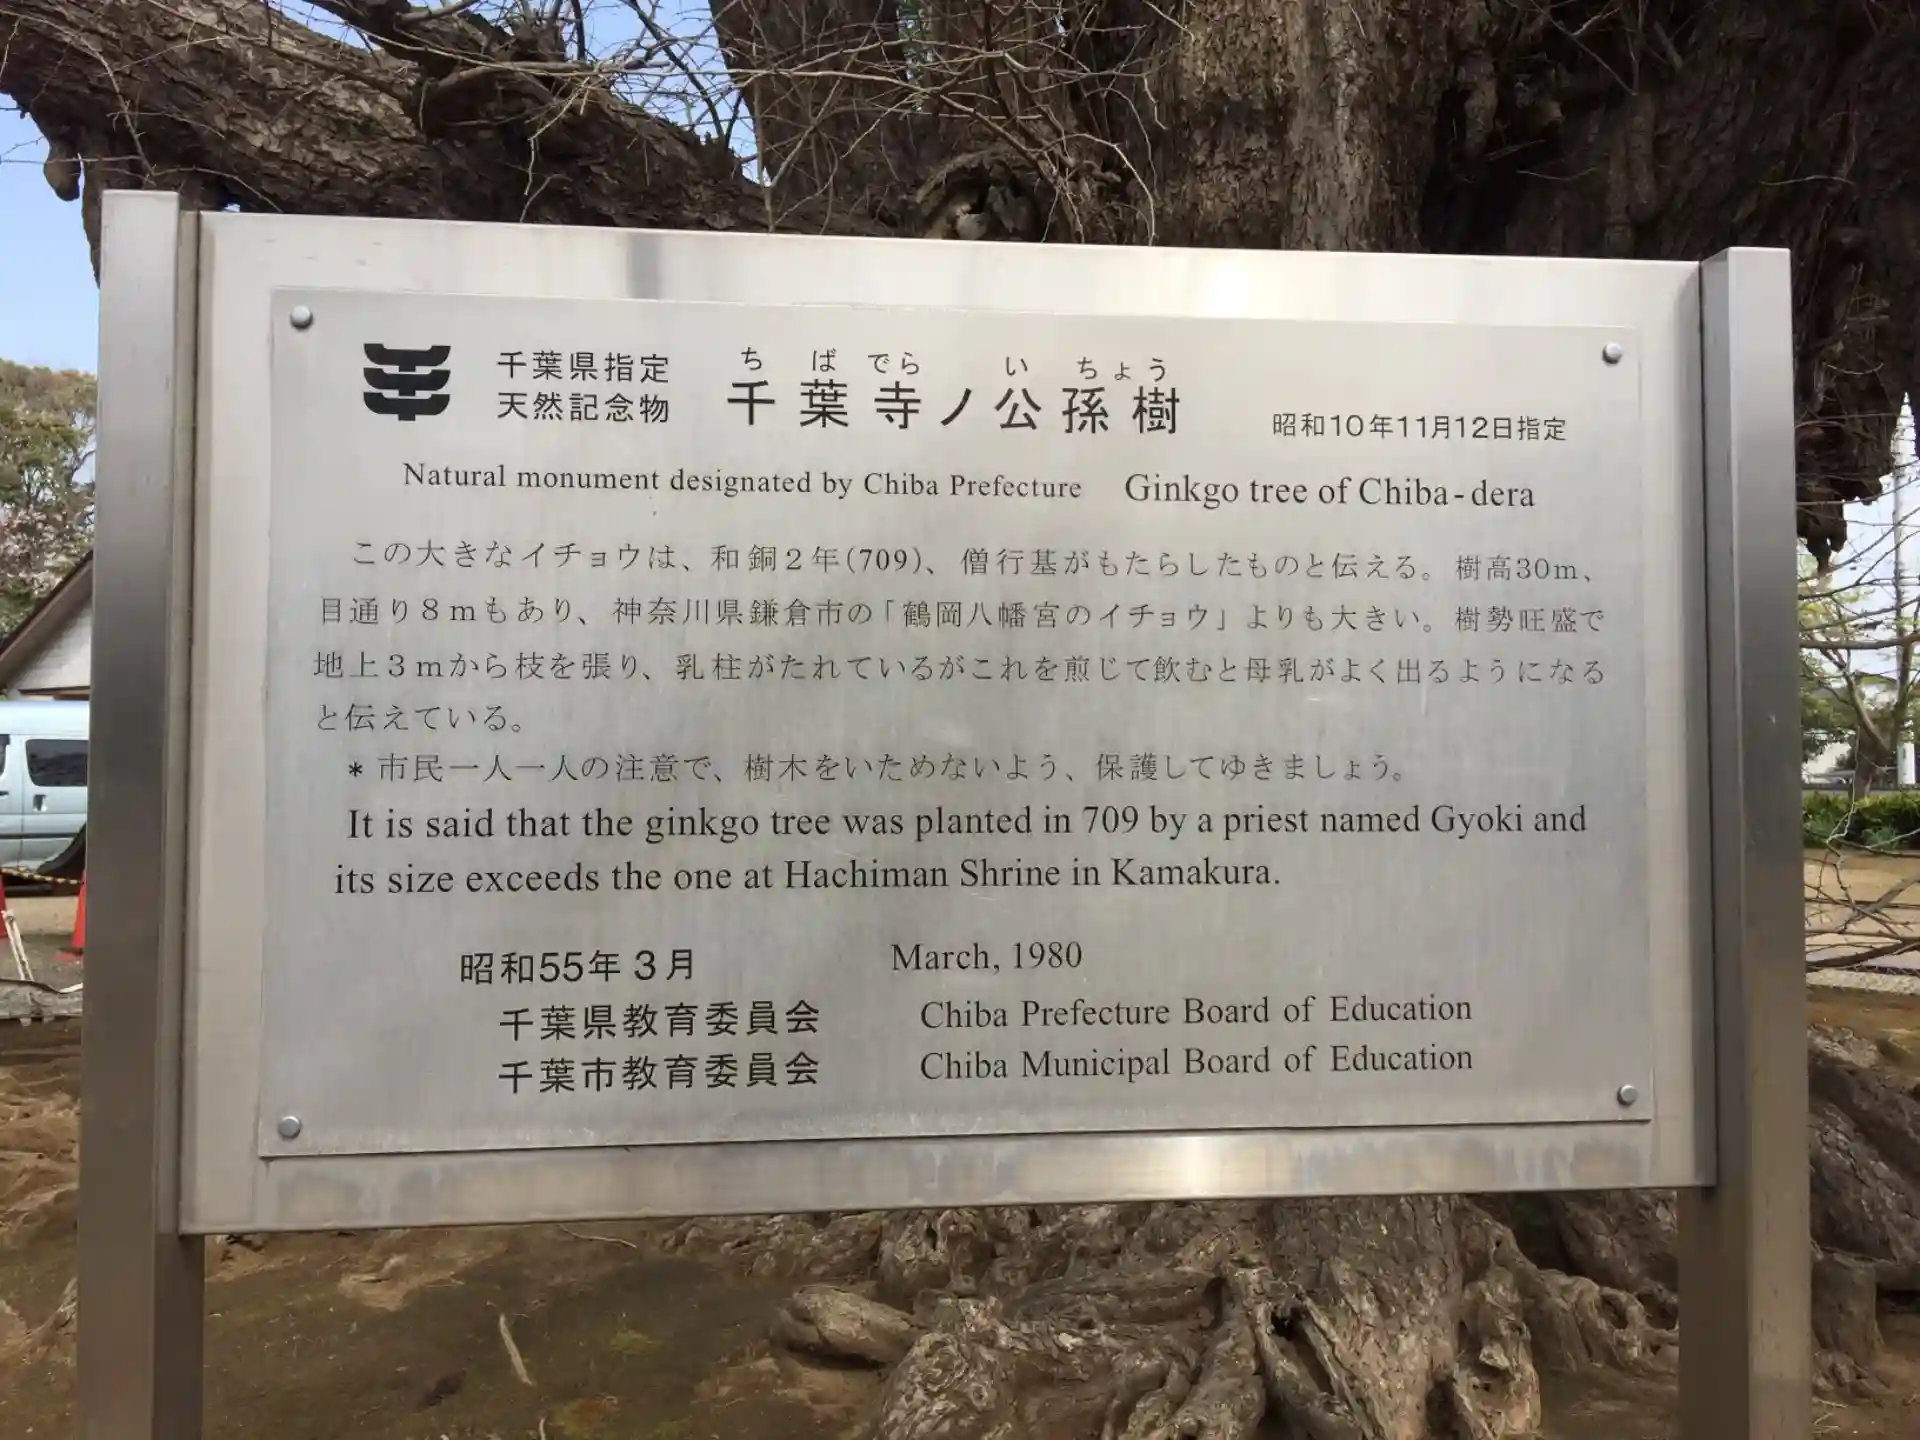 千葉県指定
天然記念物
ち ば でら い ちょう
千葉寺ノ公孫樹
昭和10年11月12日指定
Natural monument designated by Chiba Prefecture Ginkgo tree of Chiba-dera
この大きなイチョウは、和銅2年(709)、僧行基がもたらしたものと伝える。樹高30m、
目通り8mもあり、神奈川県鎌倉市の「鶴岡八幡宮のイチョウ」よりも大きい。樹勢旺盛で
地上3mから枝を張り、乳柱がたれているがこれを煎じて飲むと母乳がよく出るようになる
と伝えている。
*市民一人一人の注意で、樹木をいためないよう、保護してゆきましょう。
It is said that the ginkgo tree was planted in 709 by a priest named Gyoki and
its size exceeds the one at Hachiman Shrine in Kamakura.
昭和55年3月 March, 1980
千葉県教育委員会 Chiba Prefecture Board of Education
千葉市教育委員会 Chiba Municipal Board of Education